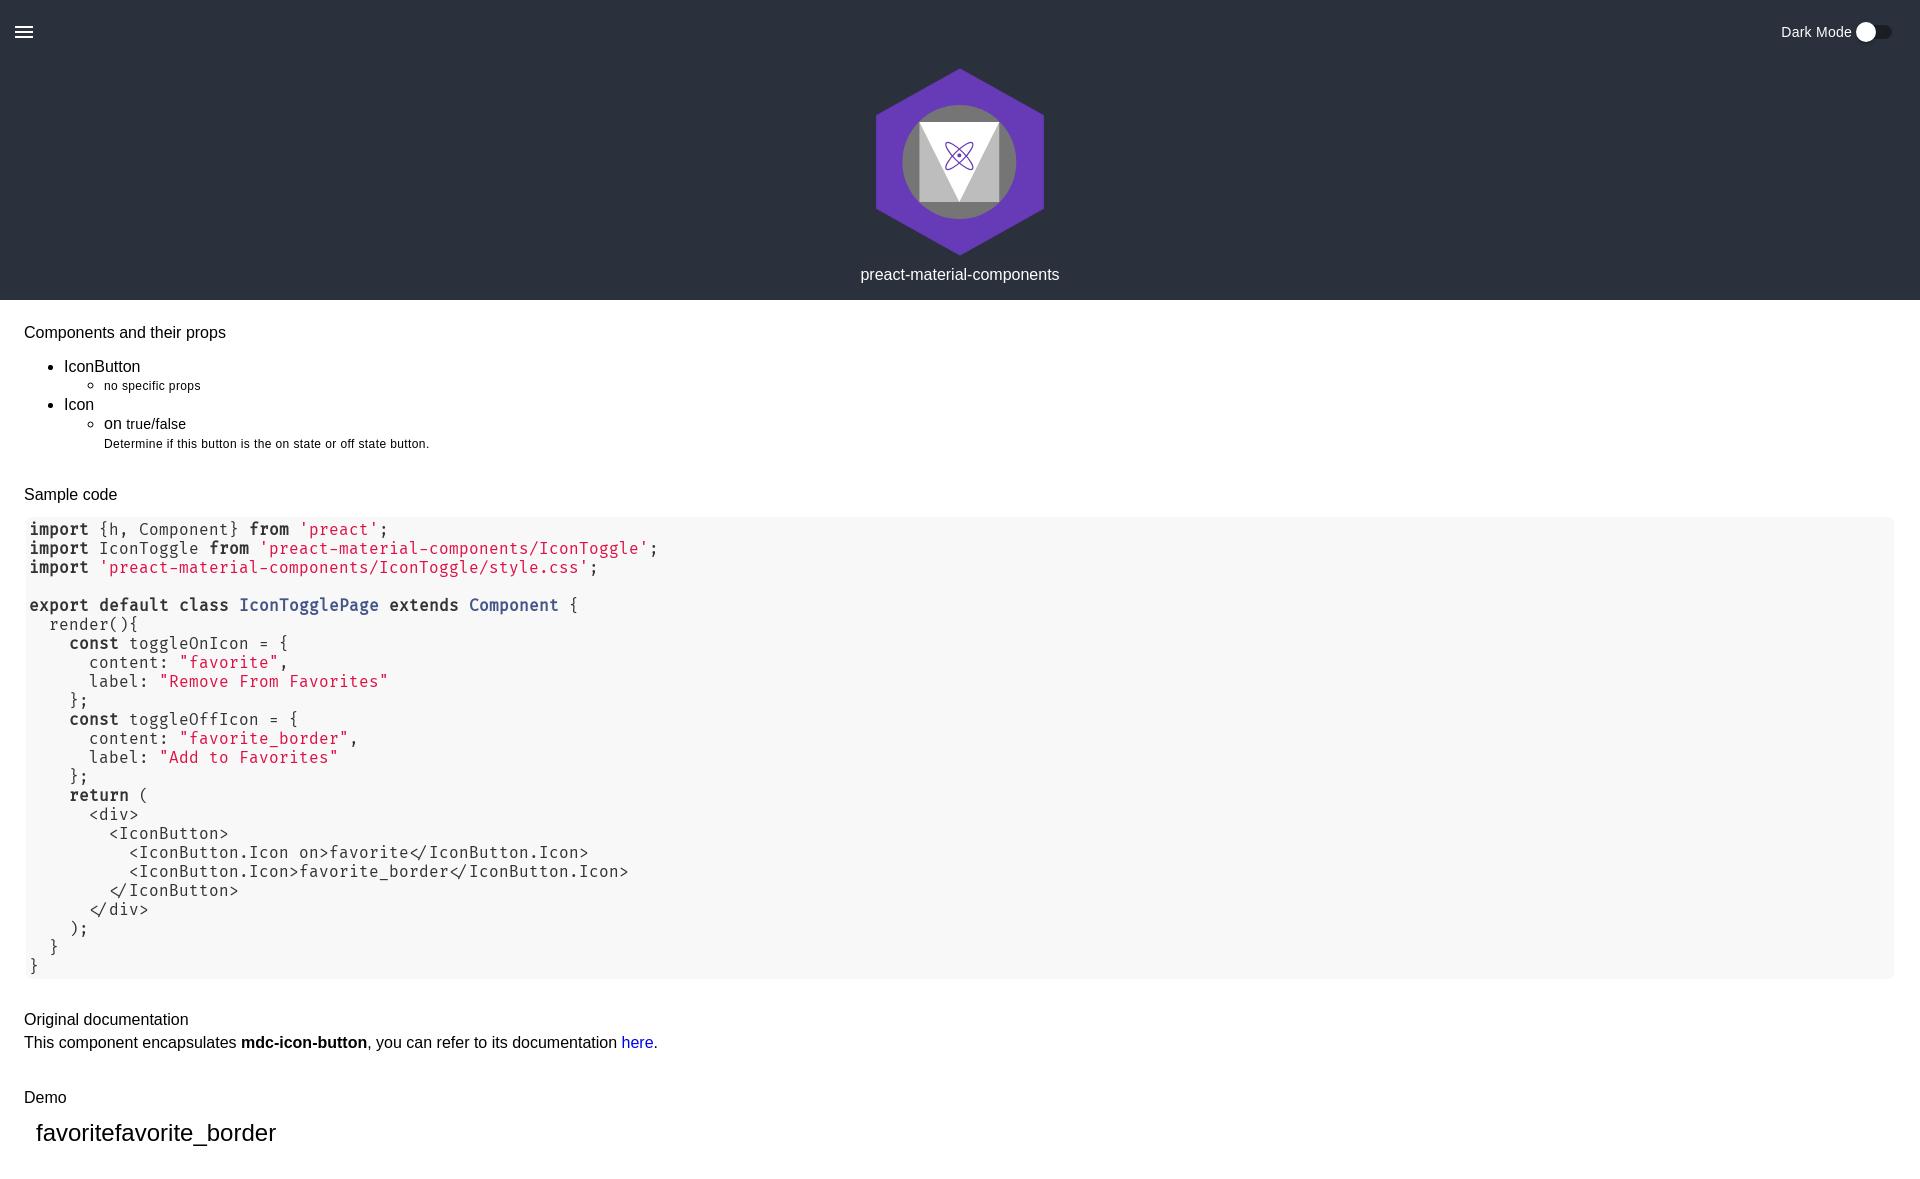 Dark Mode
preact-material-components
Components and their props
IconButton
no specific props
Icon
on true/false
Determine if this button is the on state or off state button.
Sample code
import {h, Component} from 'preact';
import IconToggle from 'preact-material-components/IconToggle';
import 'preact-material-components/IconToggle/style.css';
export default class IconTogglePage extends Component {
  render(){
    const toggleOnIcon = {
      content: "favorite",
      label: "Remove From Favorites"
    };
    const toggleOffIcon = {
      content: "favorite_border",
      label: "Add to Favorites"
    };
    return (
      <div>
        <IconButton>
          <IconButton.Icon on>favorite</IconButton.Icon>
          <IconButton.Icon>favorite_border</IconButton.Icon>
        </IconButton>
      </div>
    );
  }
}
Original documentation
This component encapsulates mdc-icon-button, you can refer to its documentation here.
Demo
favoritefavorite_border